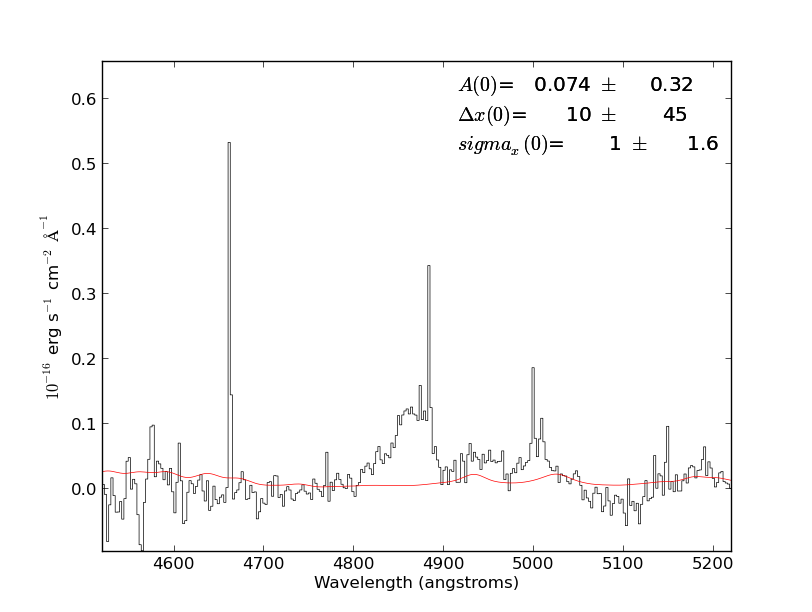 A(0)= 0.074 ± 0.32
Δx(0)= 10 ± 45
sigmaₓ(0)= 1 ± 1.6
0.6
0.5
0.4
0.3
0.2
0.1
0.0
10⁻¹⁶ erg s⁻¹ cm⁻² Å⁻¹
4600 4700 4800 4900 5000 5100 5200
Wavelength (angstroms)